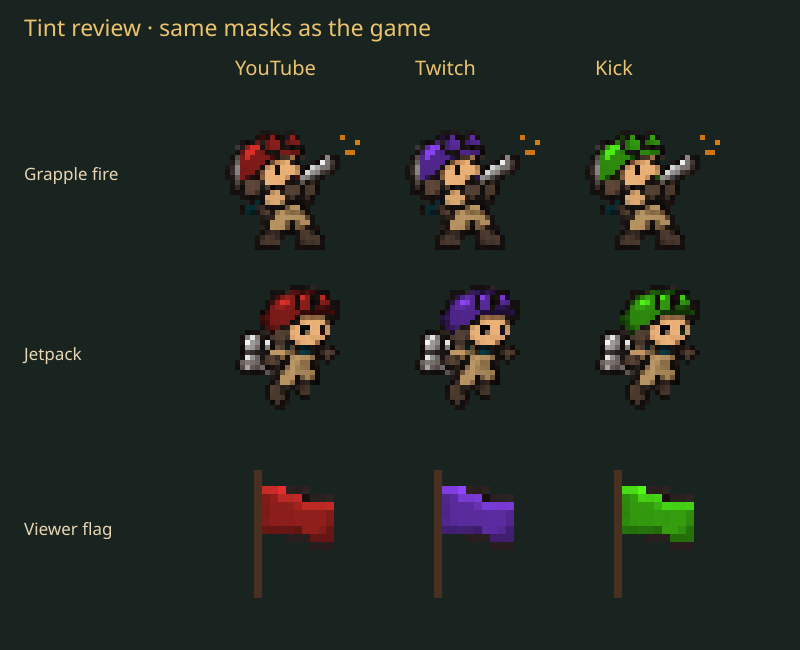 Tint review · same masks as the game
YouTube Twitch Kick
Grapple fire
Jetpack
Viewer flag